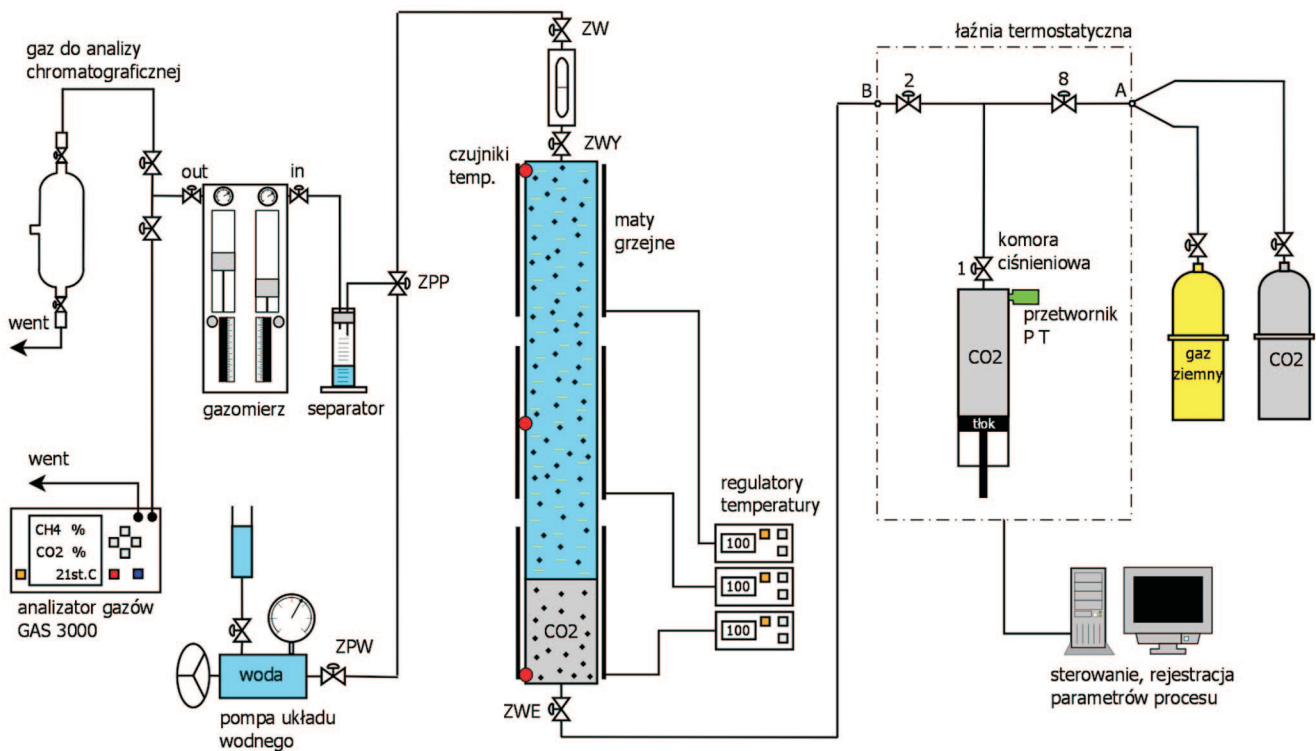 gaz do analizy
chromatograficznej
out
in
went
gazomierz
separator
went
CH4 %
CO2 %
21st.C
analizator gazów
GAS 3000
woda
ZPW
pompa układu
wodnego
ZPP
ZW
ZWY
czujniki
temp.
maty
grzejne
CO2
ZWE
regulatory
temperatury
100
100
100
łaźnia termostatyczna
B
2
8
A
1
komora
ciśnieniowa
przetwornik
P T
CO2
tłok
gaz
ziemny
CO2
sterowanie, rejestracja
parametrów procesu